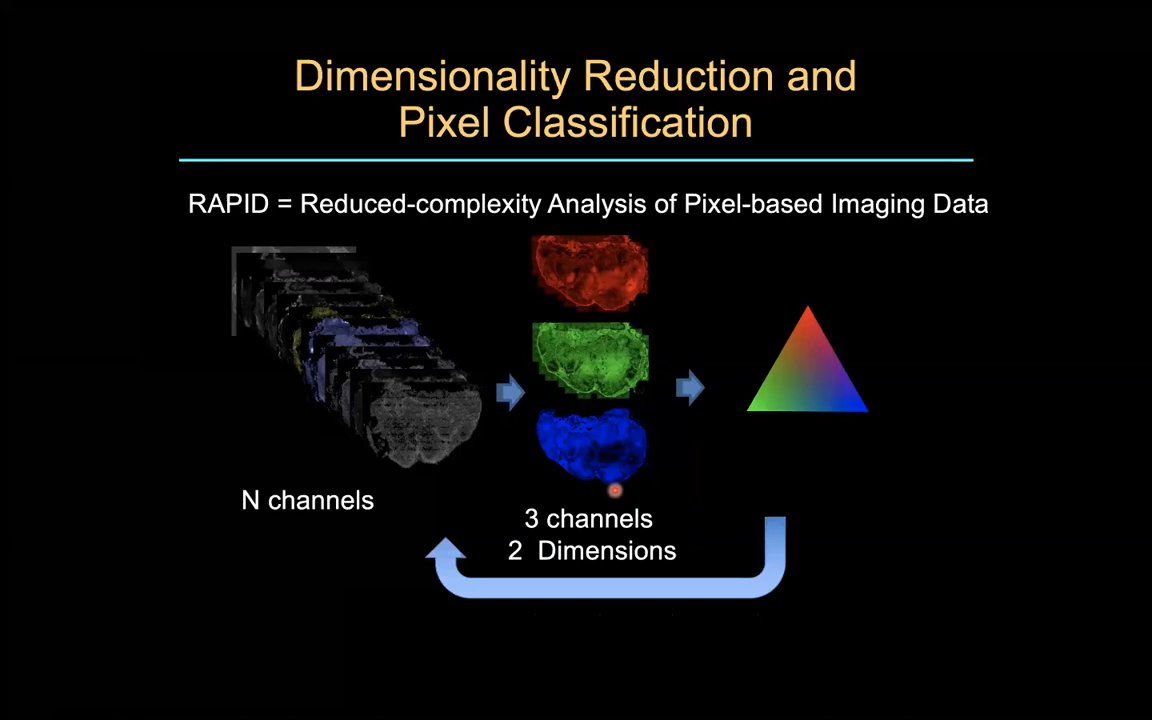 Dimensionality Reduction and
Pixel Classification
RAPID = Reduced-complexity Analysis of Pixel-based Imaging Data
N channels
3 channels
2 Dimensions